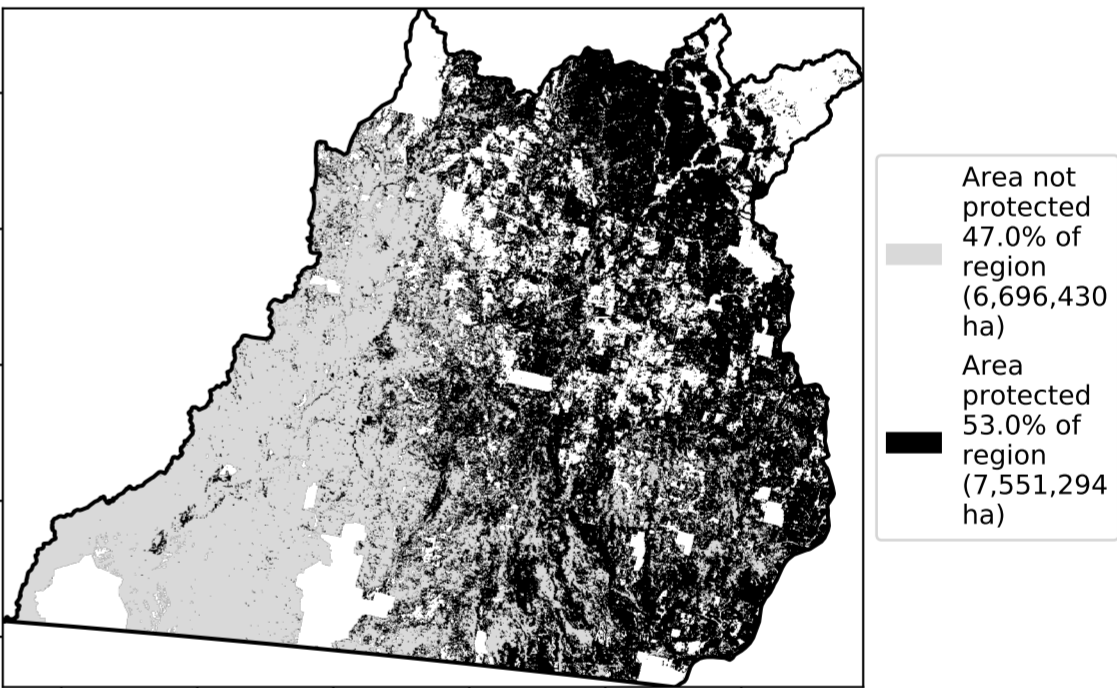 Area not
protected
47.0% of
region
(6,696,430
ha)
Area
protected
53.0% of
region
(7,551,294
ha)